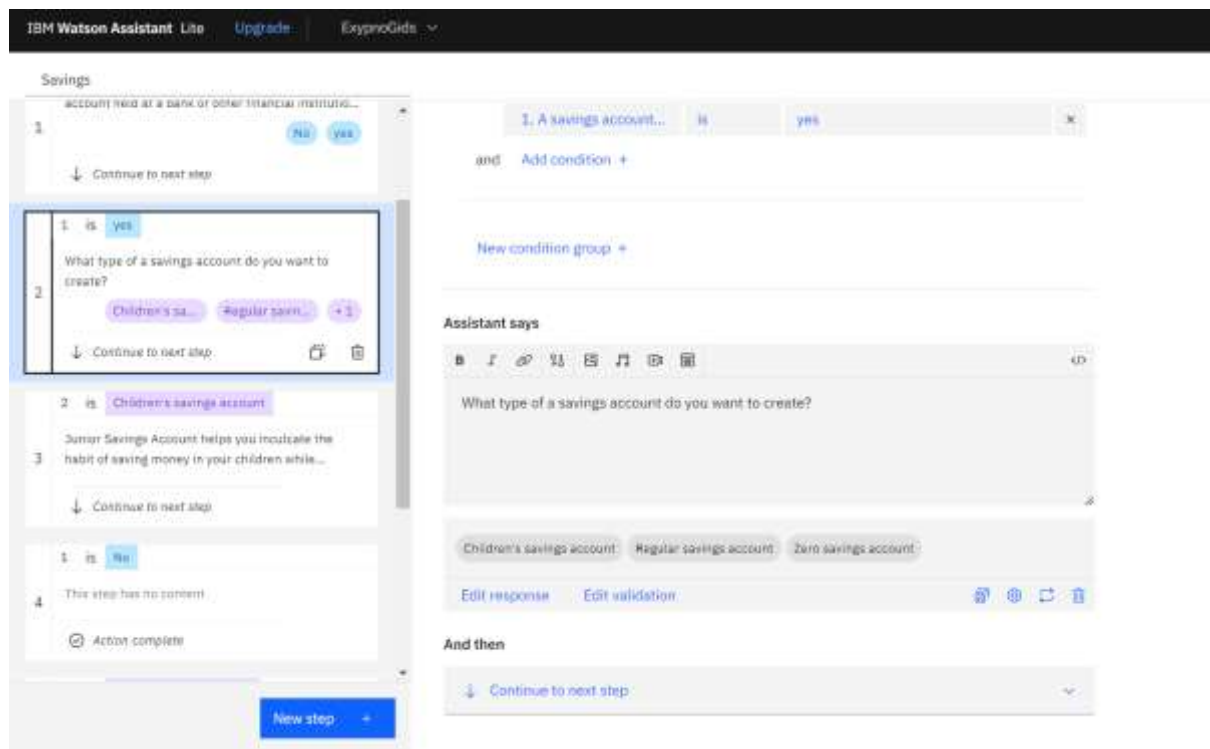 IBM Watson Assistant Lite Upgrade ExypnoGids
Savings
account held at a bank or other financial institutio...
1
No yes
Continue to next step
1 is yes
What type of a savings account do you want to
create?
2
Children's sa... Regular savin... + 1
Continue to next step
2 is Children's savings account
Junior Savings Account helps you inculcate the
3 habit of saving money in your children while...
Continue to next step
1 is No
This step has no content
4
Action complete
New step +
1. A savings account... is yes ×
and Add condition +
New condition group +
Assistant says
B I
</>
What type of a savings account do you want to create?
Children's savings account Regular savings account Zero savings account
Edit response Edit validation
And then
Continue to next step